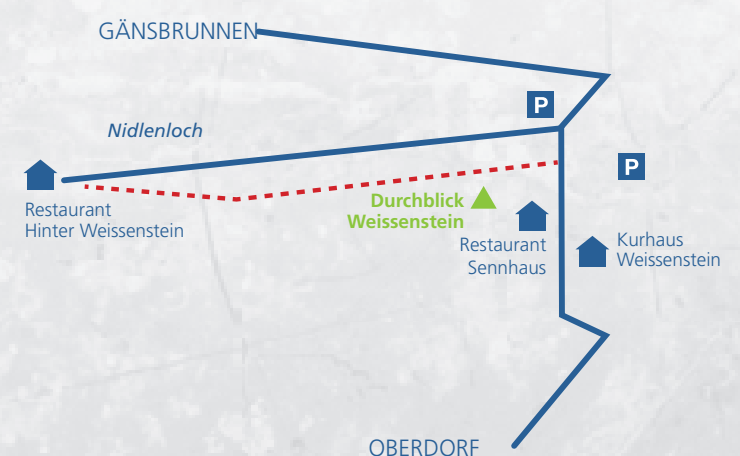 GÄNSBRUNNEN
P
Nidlenloch
P
Restaurant
Hinter Weissenstein
Durchblick
Weissenstein
Restaurant
Sennhaus
Kurhaus
Weissenstein
OBERDORF